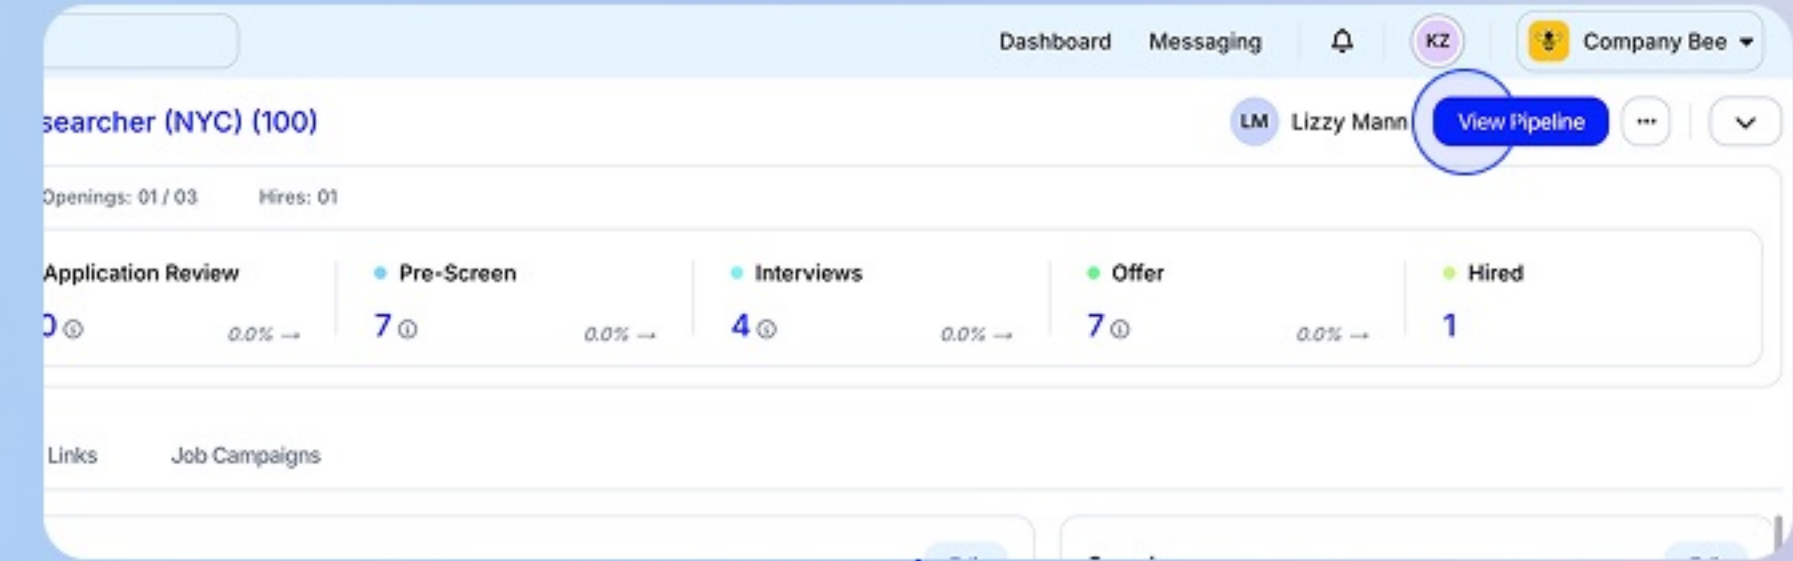 Dashboard Messaging KZ Company Bee
searcher (NYC) (100) LM Lizzy Mann View Pipeline ...
Openings: 01 / 03 Hires: 01
Application Review Pre-Screen Interviews Offer Hired
0 0.0% → 7 0.0% → 4 0.0% → 7 0.0% → 1
Links Job Campaigns